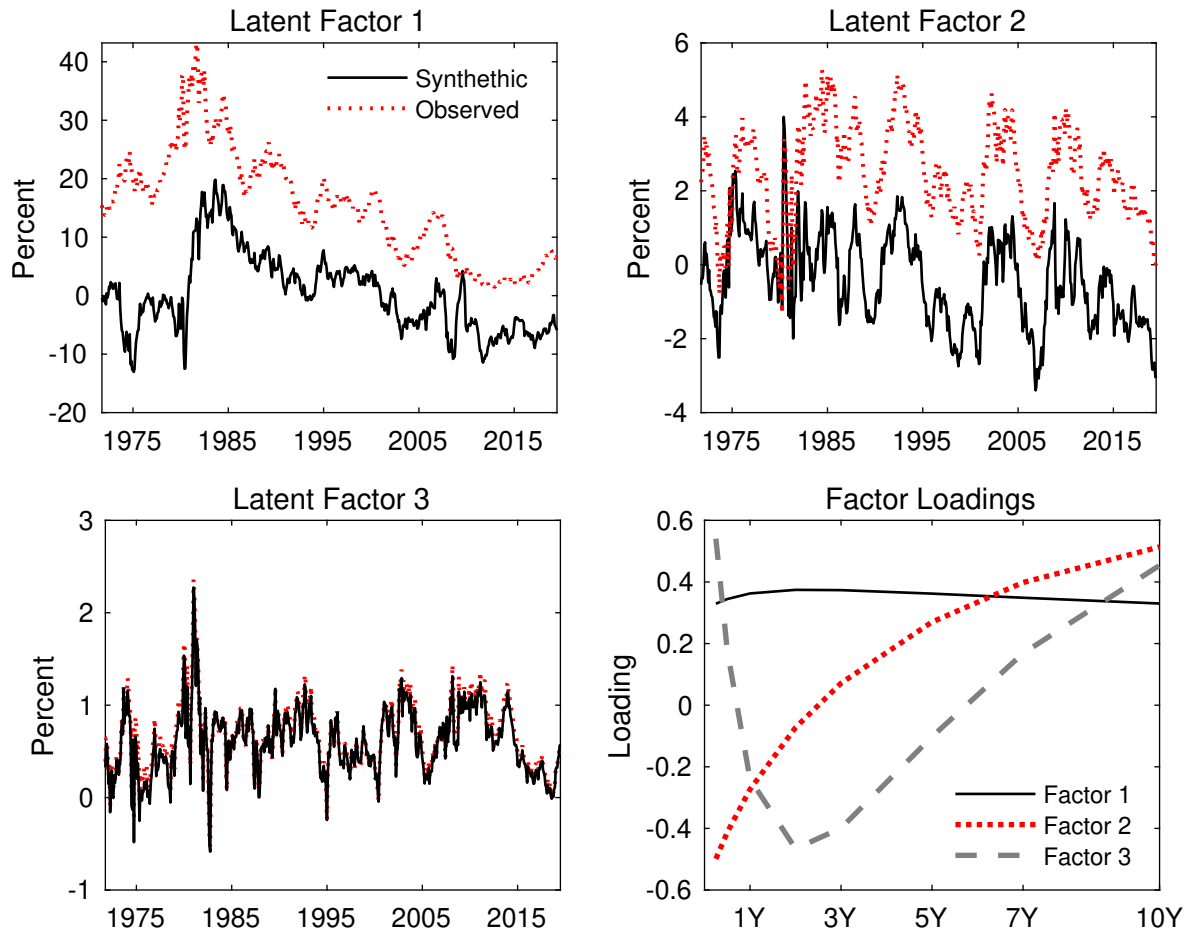 Latent Factor 1
Percent
40
30
20
10
0
-10
-20
1975 1985 1995 2005 2015
Synthethic
Observed
Latent Factor 2
Percent
6
4
2
0
-2
-4
1975 1985 1995 2005 2015
Latent Factor 3
Percent
3
2
1
0
-1
1975 1985 1995 2005 2015
Factor Loadings
Loading
0.6
0.4
0.2
0
-0.2
-0.4
-0.6
1Y 3Y 5Y 7Y 10Y
Factor 1
Factor 2
Factor 3